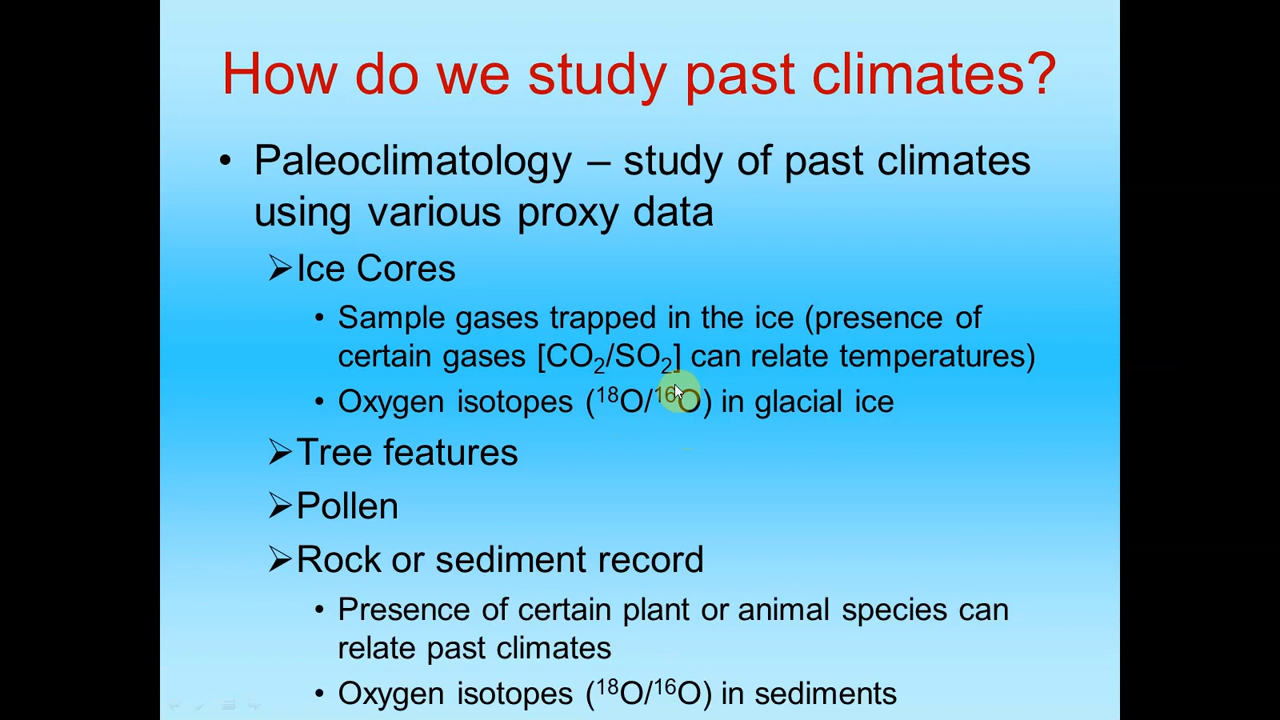 How do we study past climates?
• Paleoclimatology – study of past climates
using various proxy data
➢Ice Cores
• Sample gases trapped in the ice (presence of
certain gases [CO₂/SO₂] can relate temperatures)
• Oxygen isotopes (¹⁸O/¹⁶O) in glacial ice
➢Tree features
➢Pollen
➢Rock or sediment record
• Presence of certain plant or animal species can
relate past climates
• Oxygen isotopes (¹⁸O/¹⁶O) in sediments